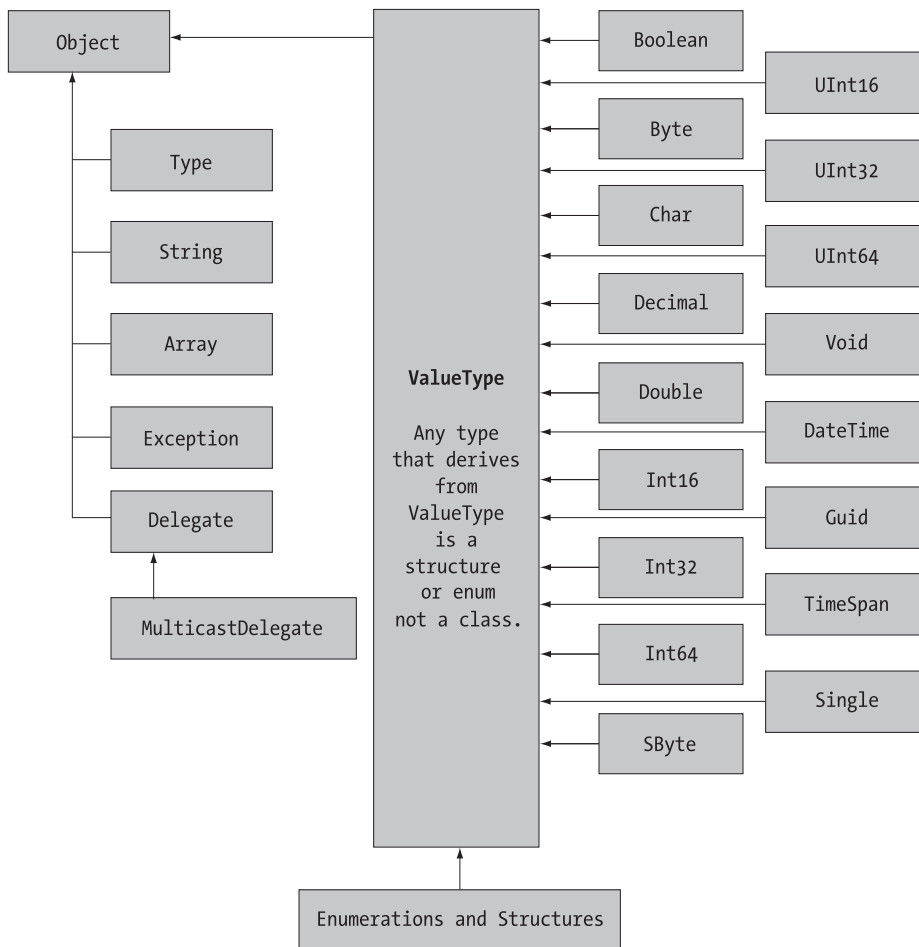 Object
Type
String
Array
Exception
Delegate
MulticastDelegate
ValueType
Any type
that derives
from
ValueType
is a
structure
or enum
not a class.
Boolean
UInt16
Byte
UInt32
Char
UInt64
Decimal
Void
Double
DateTime
Int16
Guid
Int32
TimeSpan
Int64
Single
SByte
Enumerations and Structures